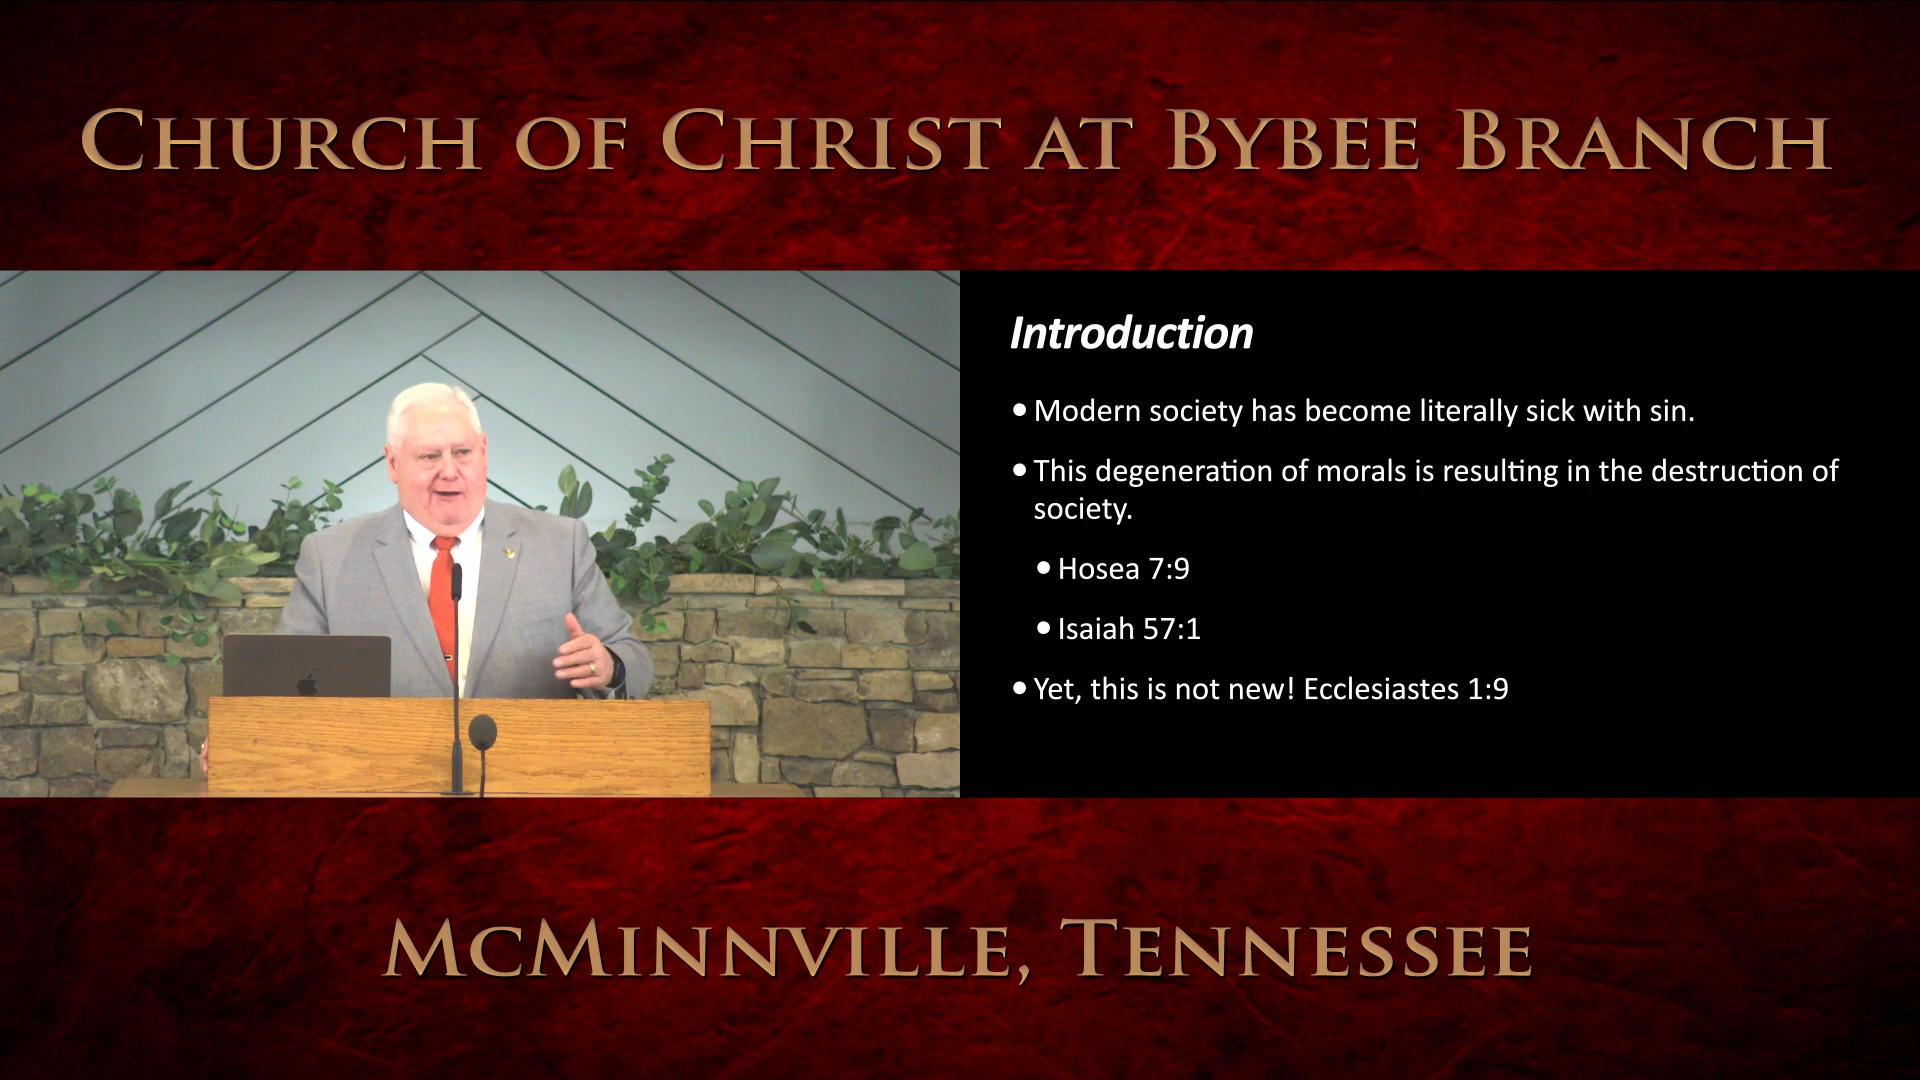 Church of Christ at Bybee Branch
Introduction
• Modern society has become literally sick with sin.
• This degeneration of morals is resulting in the destruction of
society.
• Hosea 7:9
• Isaiah 57:1
• Yet, this is not new! Ecclesiastes 1:9
McMinnville, Tennessee